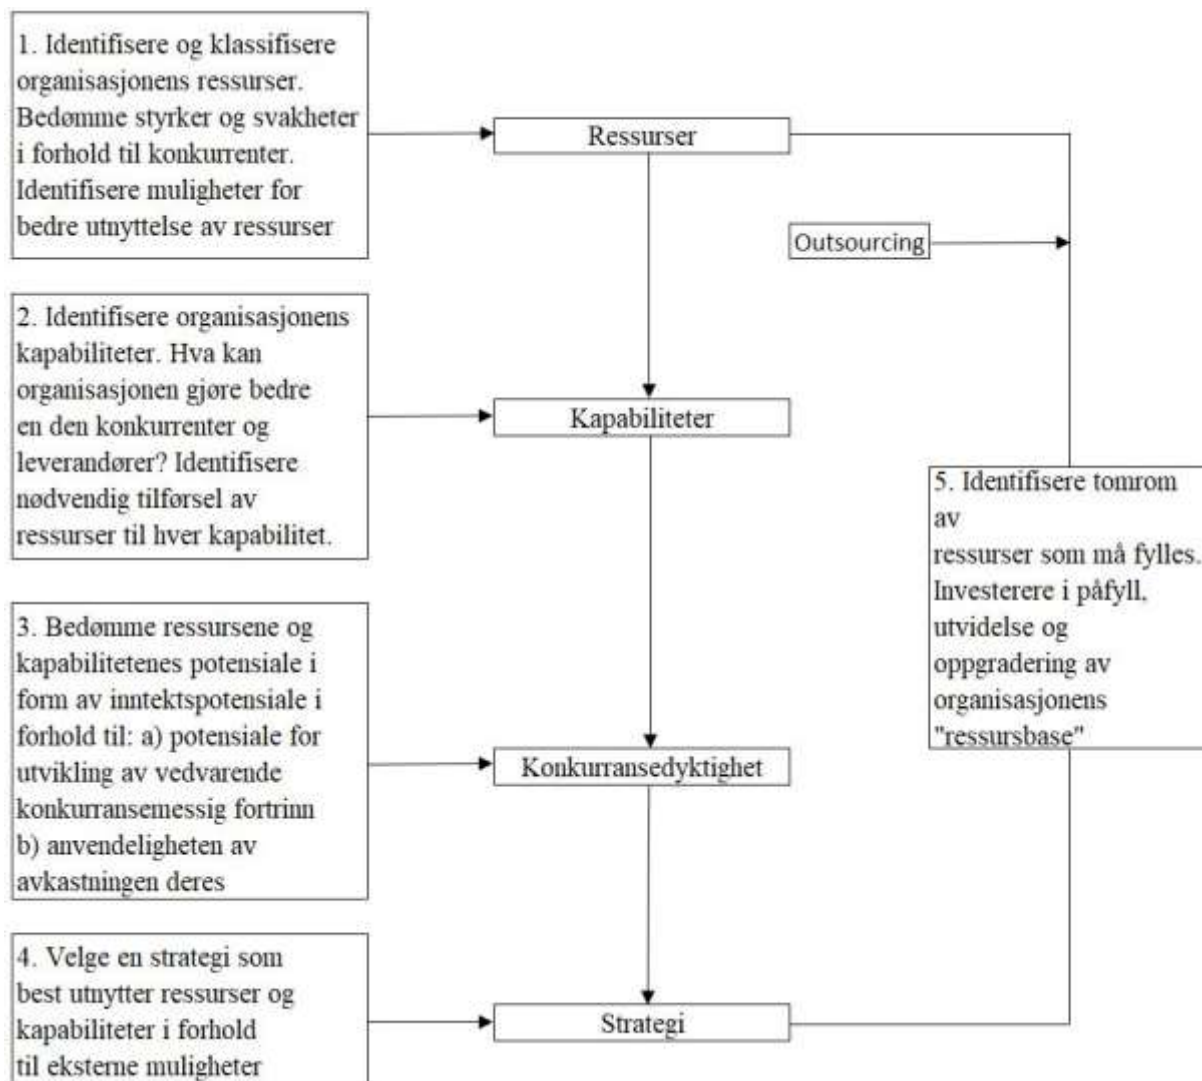 1. Identifisere og klassifisere
organisasjonens ressurser.
Bedømme styrker og svakheter
i forhold til konkurrenter.
Identifisere muligheter for
bedre utnyttelse av ressurser
Ressurser
Outsourcing
2. Identifisere organisasjonens
kapabiliteter. Hva kan
organisasjonen gjøre bedre
en den konkurrenter og
leverandører? Identifisere
nødvendig tilførsel av
ressurser til hver kapabilitet.
Kapabiliteter
5. Identifisere tomrom
av
ressurser som må fylles.
Investerere i påfyll,
utvidelse og
oppgradering av
organisasjonens
"ressursbase"
3. Bedømme ressursene og
kapabilitetenes potensiale i
form av inntektspotensiale i
forhold til: a) potensiale for
utvikling av vedvarende
konkurransemessig fortrinn
b) anvendeligheten av
avkastningen deres
Konkurransedyktighet
4. Velge en strategi som
best utnytter ressurser og
kapabiliteter i forhold
til eksterne muligheter
Strategi